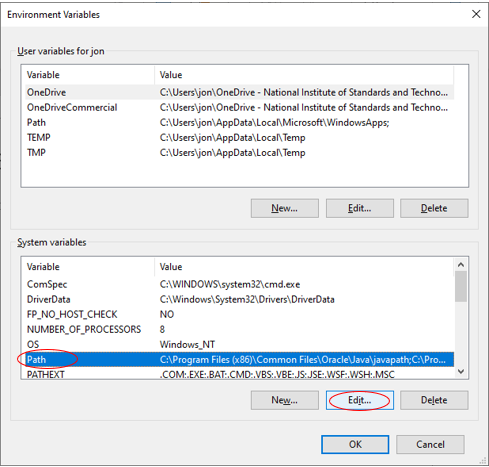 Environment Variables
User variables for jon
Variable Value
OneDrive C:\Users\jon\OneDrive - National Institute of Standards and Techno...
OneDriveCommercial C:\Users\jon\OneDrive - National Institute of Standards and Techno...
Path C:\Users\jon\AppData\Local\Microsoft\WindowsApps;
TEMP C:\Users\jon\AppData\Local\Temp
TMP C:\Users\jon\AppData\Local\Temp
New... Edit... Delete
System variables
Variable Value
ComSpec C:\WINDOWS\system32\cmd.exe
DriverData C:\Windows\System32\Drivers\DriverData
FP_NO_HOST_CHECK NO
NUMBER_OF_PROCESSORS 8
OS Windows_NT
Path C:\Program Files (x86)\Common Files\Oracle\Java\javapath;C:\Pro...
PATHEXT .COM;.EXE;.BAT;.CMD;.VBS;.VBE;.JS;.JSE;.WSF;.WSH;.MSC
New... Edit... Delete
OK Cancel